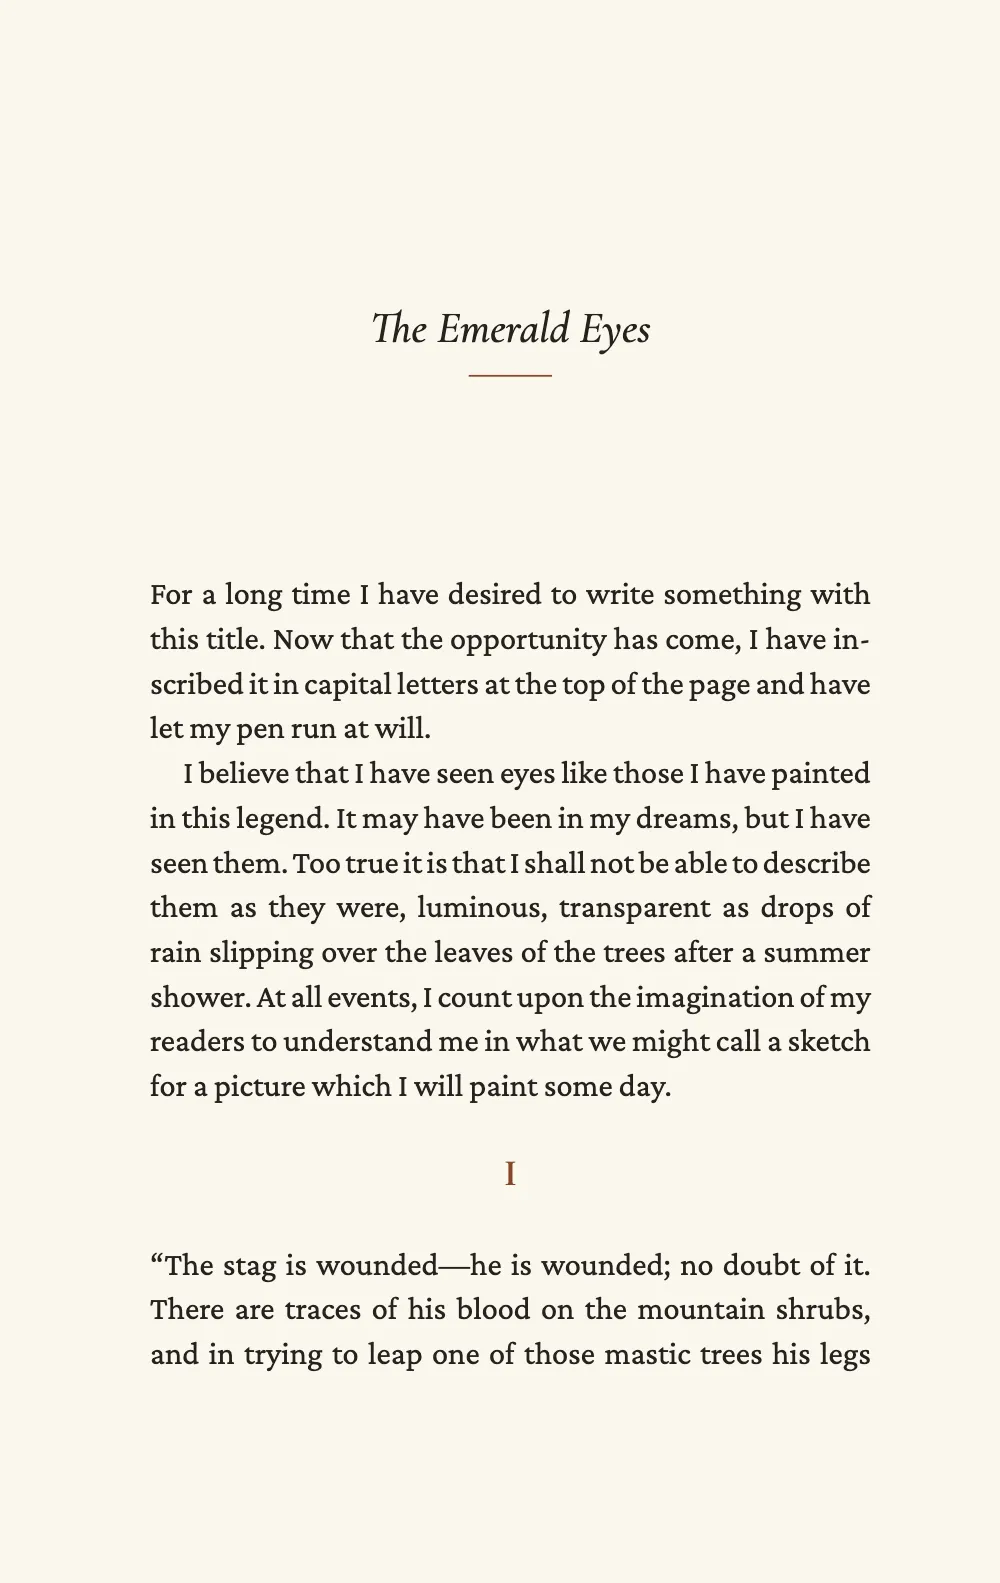 The Emerald Eyes
For a long time I have desired to write something with
this title. Now that the opportunity has come, I have in-
scribed it in capital letters at the top of the page and have
let my pen run at will.
I believe that I have seen eyes like those I have painted
in this legend. It may have been in my dreams, but I have
seen them. Too true it is that I shall not be able to describe
them as they were, luminous, transparent as drops of
rain slipping over the leaves of the trees after a summer
shower. At all events, I count upon the imagination of my
readers to understand me in what we might call a sketch
for a picture which I will paint some day.
I
“The stag is wounded—he is wounded; no doubt of it.
There are traces of his blood on the mountain shrubs,
and in trying to leap one of those mastic trees his legs